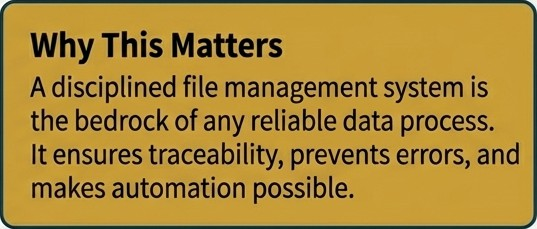 Why This Matters
A disciplined file management system is
the bedrock of any reliable data process.
It ensures traceability, prevents errors, and
makes automation possible.